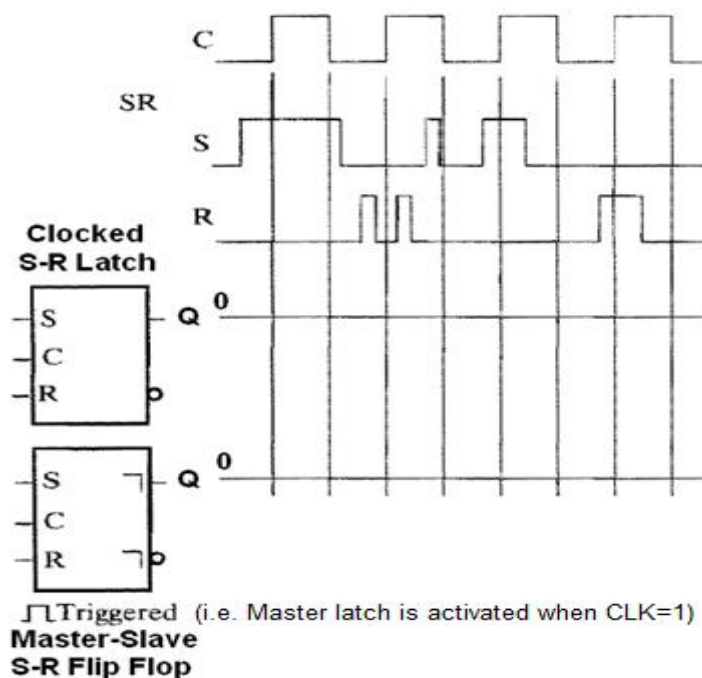 C
SR
S
R
Clocked
S-R Latch
S
C
R
Q
0
S
C
R
Q
0
Triggered (i.e. Master latch is activated when CLK=1)
Master-Slave
S-R Flip Flop